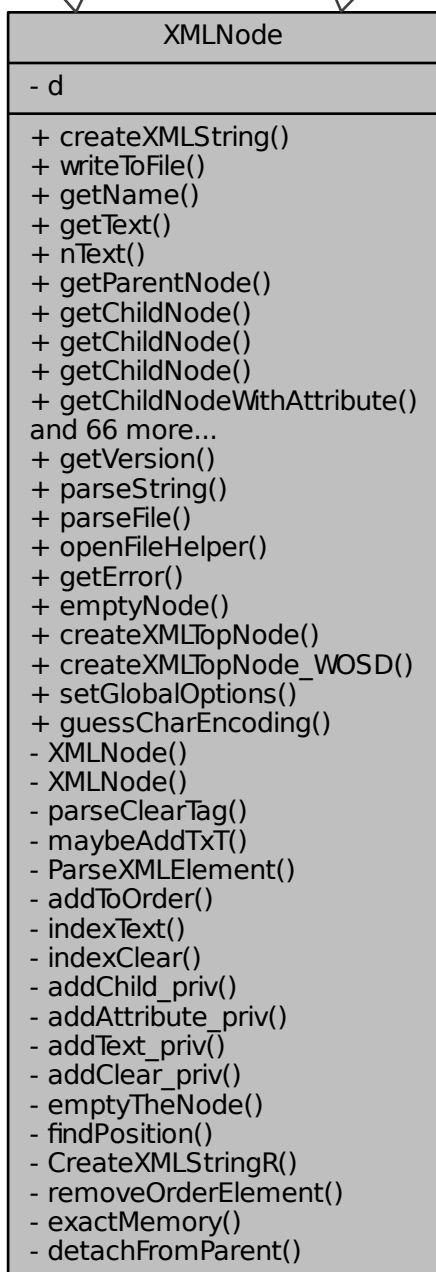 XMLNode
- d
+ createXMLString()
+ writeToFile()
+ getName()
+ getText()
+ nText()
+ getParentNode()
+ getChildNode()
+ getChildNode()
+ getChildNode()
+ getChildNodeWithAttribute()
and 66 more...
+ getVersion()
+ parseString()
+ parseFile()
+ openFileHelper()
+ getError()
+ emptyNode()
+ createXMLTopNode()
+ createXMLTopNode_WOSD()
+ setGlobalOptions()
+ guessCharEncoding()
- XMLNode()
- XMLNode()
- parseClearTag()
- maybeAddTxT()
- ParseXMLElement()
- addToOrder()
- indexText()
- indexClear()
- addChild_priv()
- addAttribute_priv()
- addText_priv()
- addClear_priv()
- emptyTheNode()
- findPosition()
- CreateXMLStringR()
- removeOrderElement()
- exactMemory()
- detachFromParent()